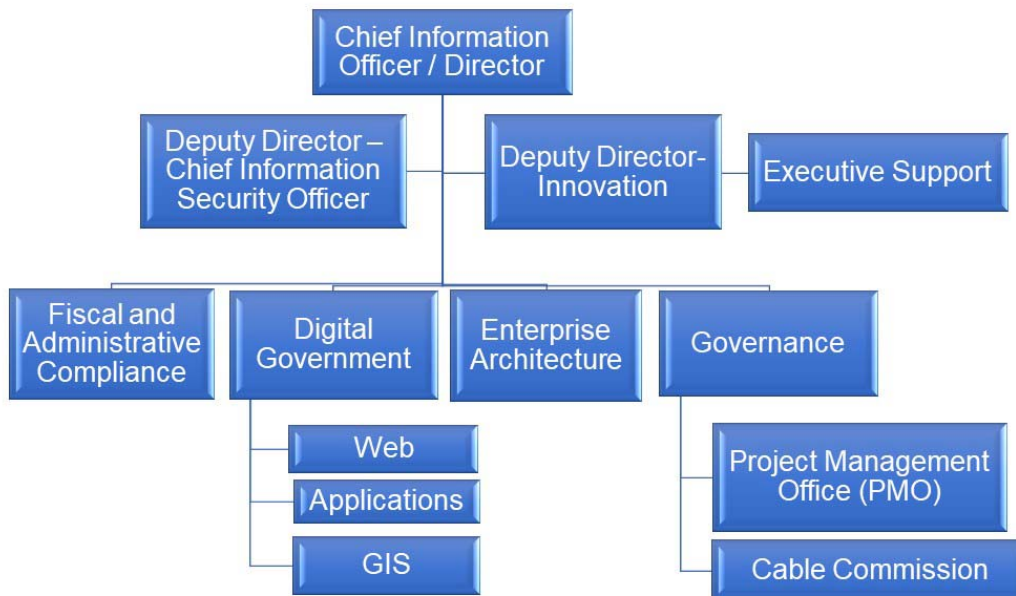 Chief Information
Officer / Director
Deputy Director –
Chief Information
Security Officer
Deputy Director-
Innovation
Executive Support
Fiscal and
Administrative
Compliance
Digital
Government
Enterprise
Architecture
Governance
Web
Applications
GIS
Project Management
Office (PMO)
Cable Commission